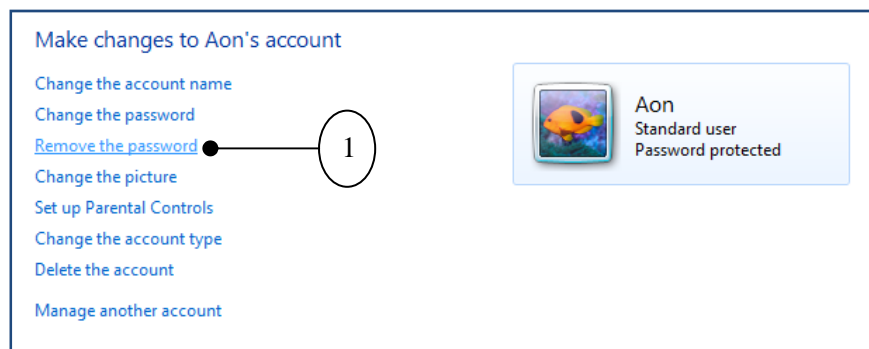 Make changes to Aon's account
Change the account name
Change the password
Remove the password
1
Change the picture
Set up Parental Controls
Change the account type
Delete the account
Manage another account
Aon
Standard user
Password protected